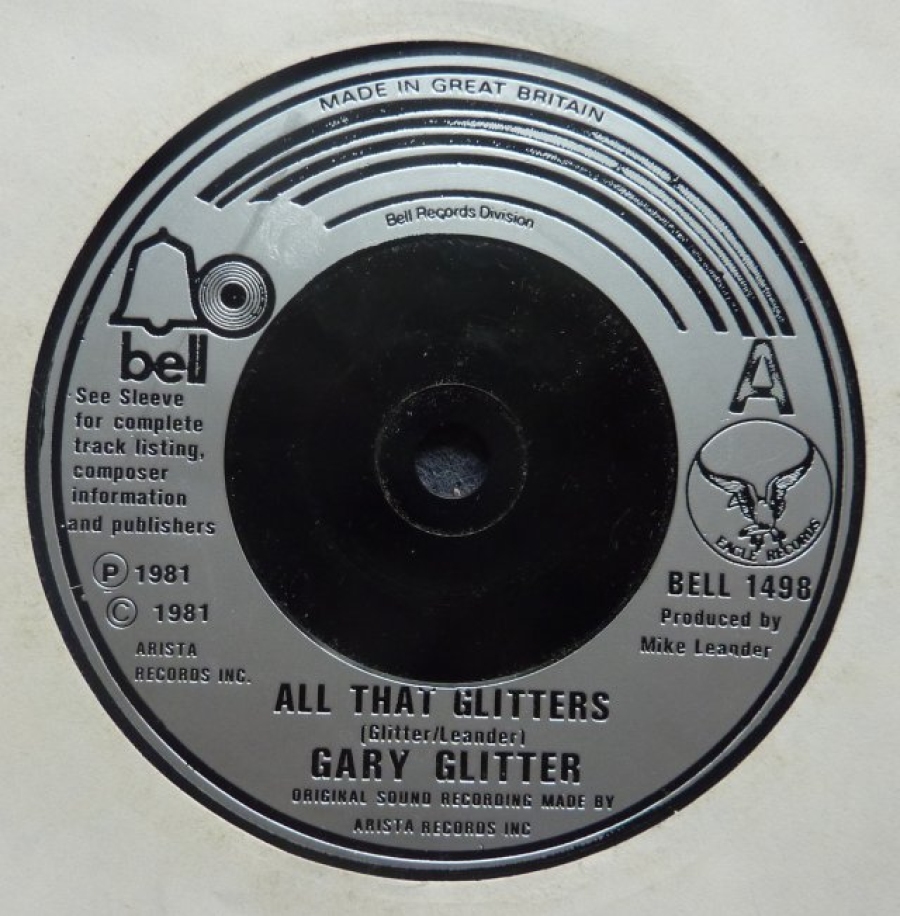 MADE IN GREAT BRITAIN
Bell Records Division
bell
See Sleeve
for complete
track listing,
composer
information
and publishers
Ⓟ 1981
© 1981
ARISTA
RECORDS INC.
A
EAGLE RECORDS
BELL 1498
Produced by
Mike Leander
ALL THAT GLITTERS
(Glitter/Leander)
GARY GLITTER
ORIGINAL SOUND RECORDING MADE BY
ARISTA RECORDS INC